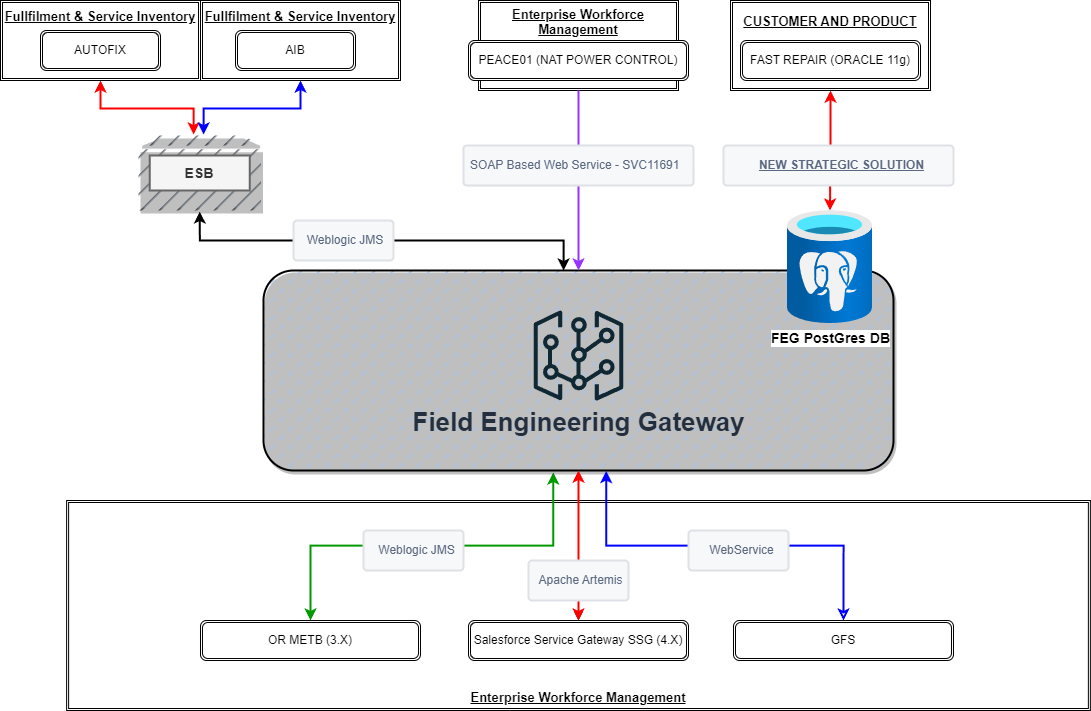 Fullfilment & Service Inventory
AUTOFIX
Fullfilment & Service Inventory
AIB
Enterprise Workforce
Management
PEACE01 (NAT POWER CONTROL)
CUSTOMER AND PRODUCT
FAST REPAIR (ORACLE 11g)
ESB
SOAP Based Web Service - SVC11691
NEW STRATEGIC SOLUTION
Weblogic JMS
FEG PostGres DB
Field Engineering Gateway
Weblogic JMS
Apache Artemis
WebService
OR METB (3.X)
Salesforce Service Gateway SSG (4.X)
GFS
Enterprise Workforce Management